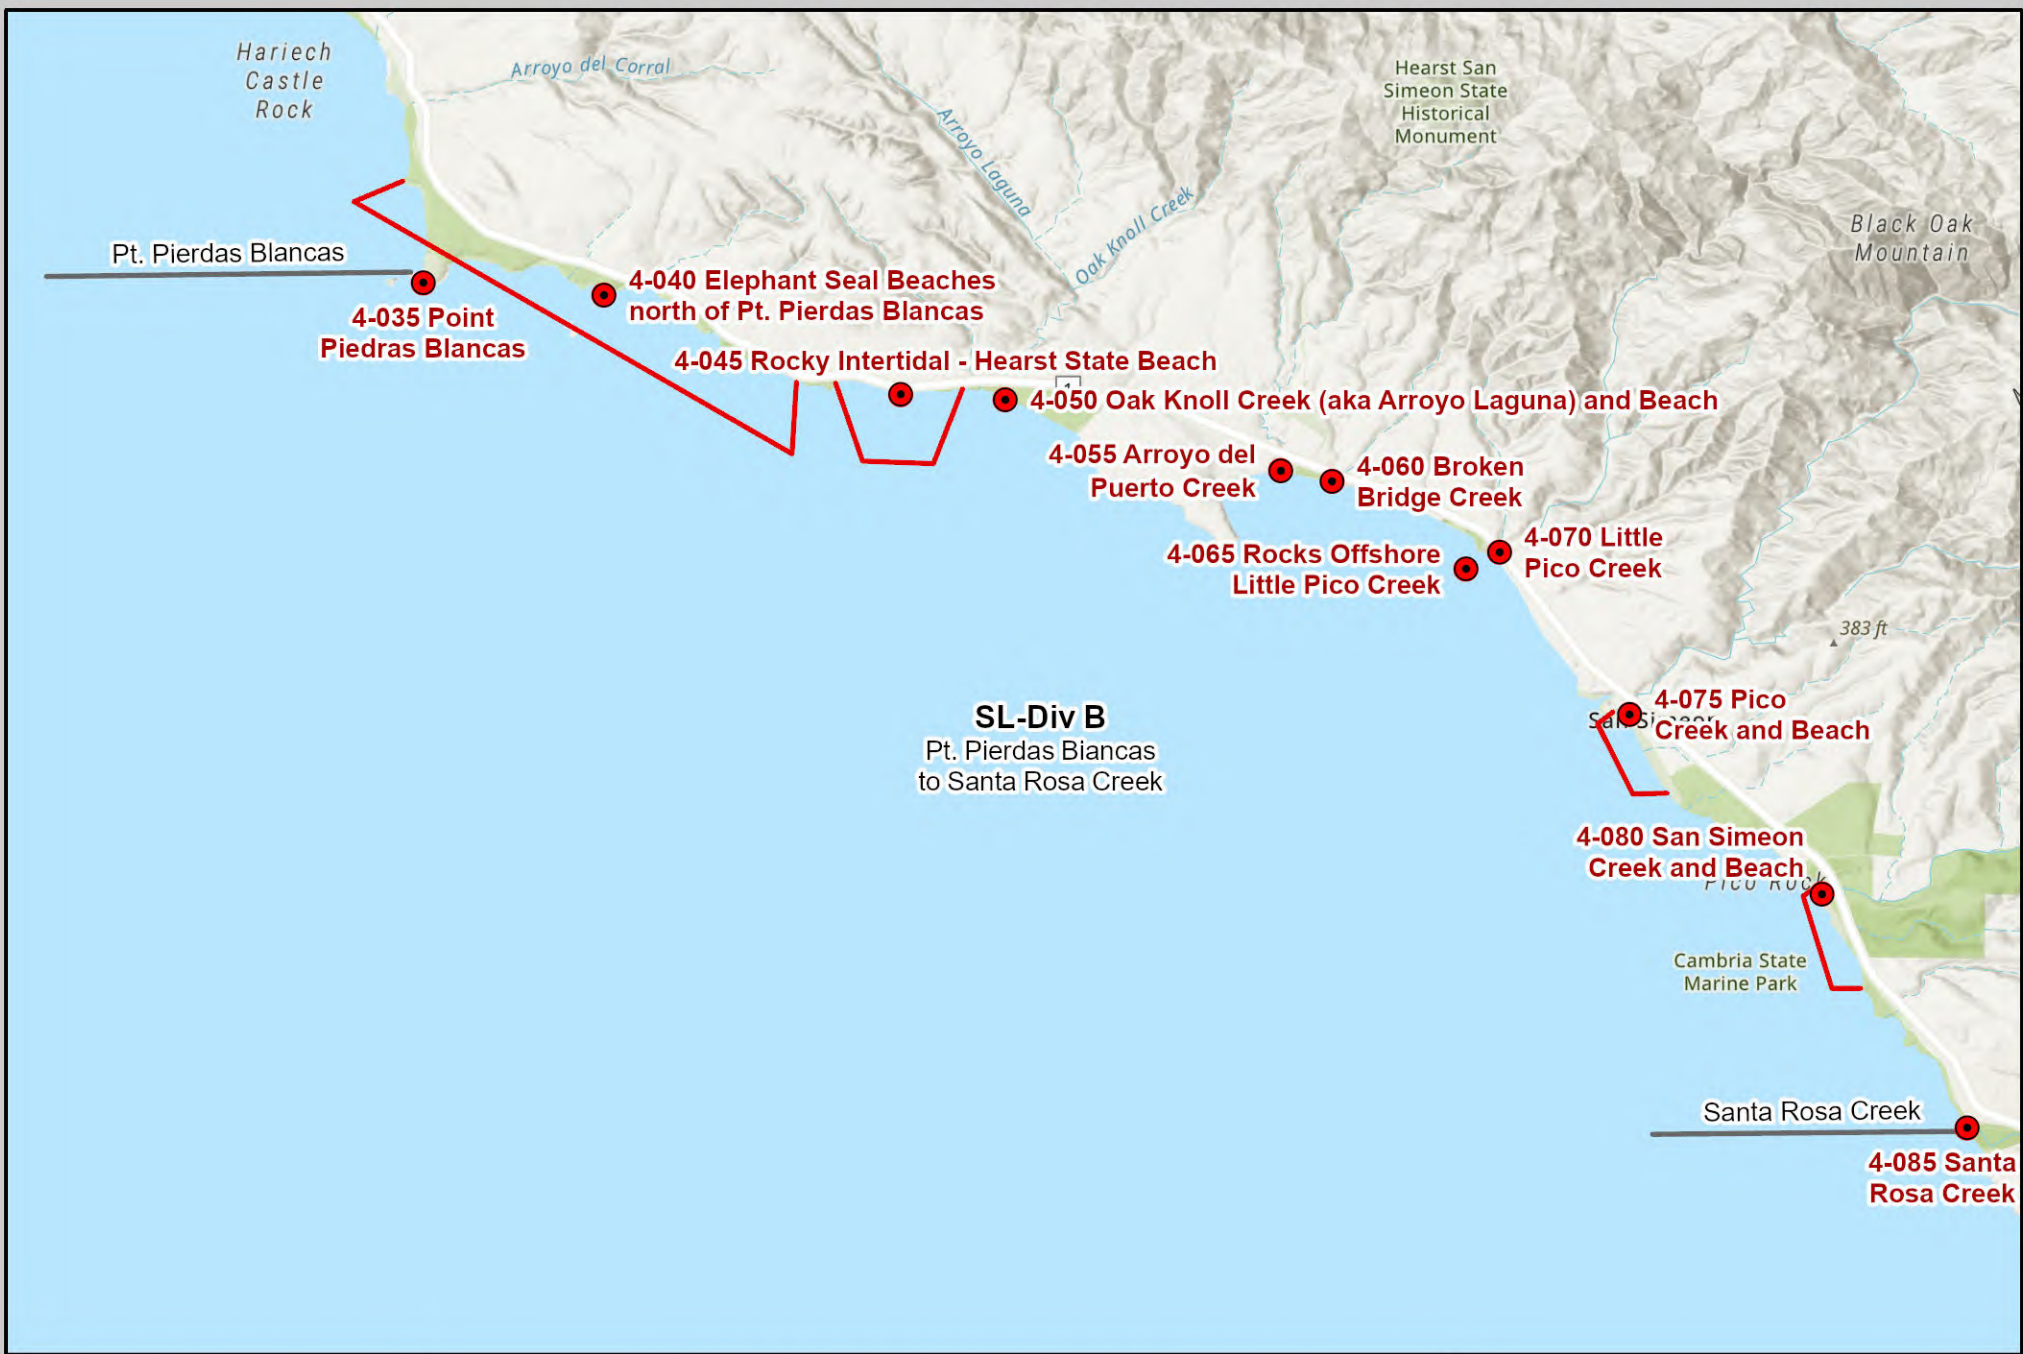 Hariech
Castle
Rock
Arroyo del Corral
Arroyo Laguna
Oak Knoll Creek
Hearst San
Simeon State
Historical
Monument
Black Oak
Mountain
Pt. Pierdas Blancas
4-035 Point
Piedras Blancas
4-040 Elephant Seal Beaches
north of Pt. Pierdas Blancas
4-045 Rocky Intertidal - Hearst State Beach
1
4-050 Oak Knoll Creek (aka Arroyo Laguna) and Beach
4-055 Arroyo del
Puerto Creek
4-060 Broken
Bridge Creek
4-065 Rocks Offshore
Little Pico Creek
4-070 Little
Pico Creek
383 ft
SL-Div B
Pt. Pierdas Biancas
to Santa Rosa Creek
San Simeon
4-075 Pico
Creek and Beach
4-080 San Simeon
Creek and Beach
Pico Rock
Cambria State
Marine Park
Santa Rosa Creek
4-085 Santa
Rosa Creek